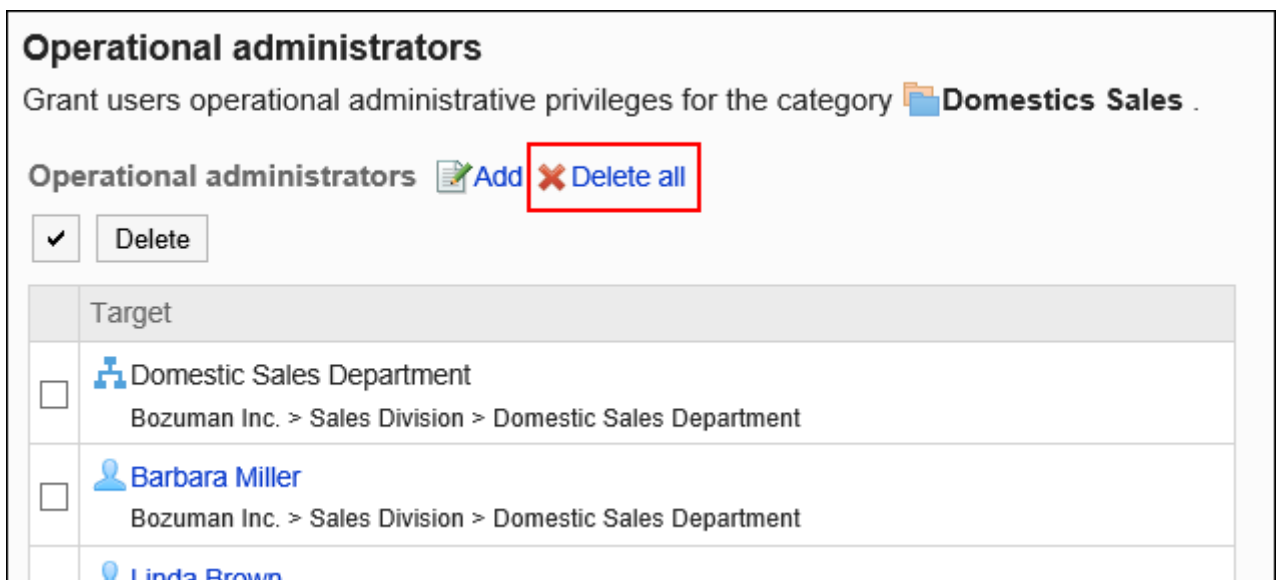 Operational administrators
Grant users operational administrative privileges for the category Domestics Sales .
Operational administrators Add Delete all
Delete
Target
Domestic Sales Department
Bozuman Inc. > Sales Division > Domestic Sales Department
Barbara Miller
Bozuman Inc. > Sales Division > Domestic Sales Department
Linda Brown